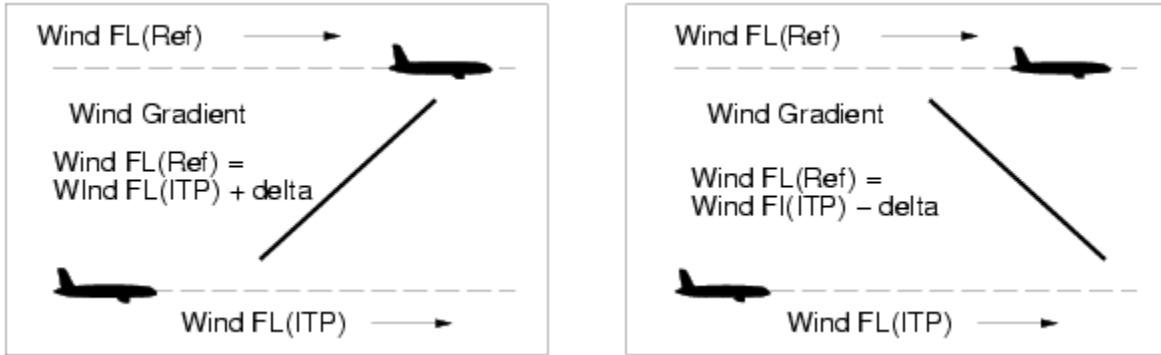 Wind FL(Ref)
Wind Gradient
Wind FL(Ref) =
WInd FL(ITP) + delta
Wind FL(ITP)
Wind FL(Ref)
Wind Gradient
Wind FL(Ref) =
Wind Fl(ITP) – delta
Wind FL(ITP)